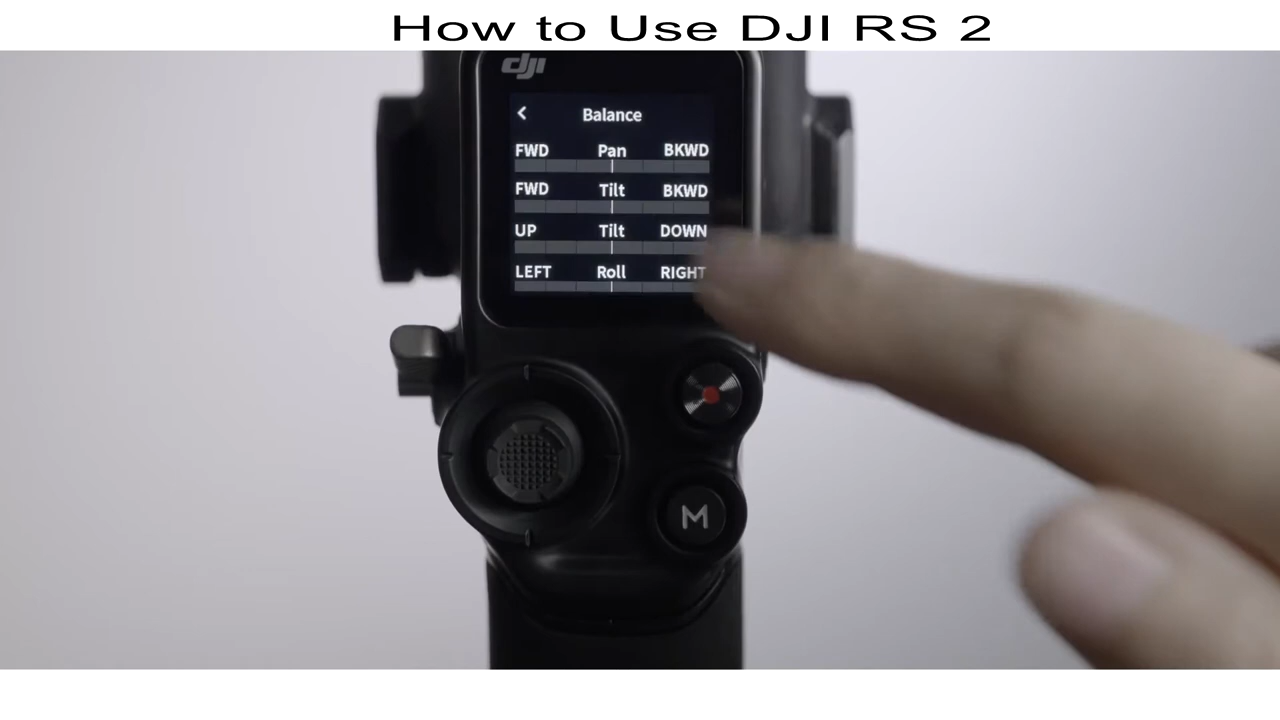 How to Use DJI RS 2
dji
< Balance
FWD Pan BKWD
FWD Tilt BKWD
UP Tilt DOWN
LEFT Roll RIGHT
M